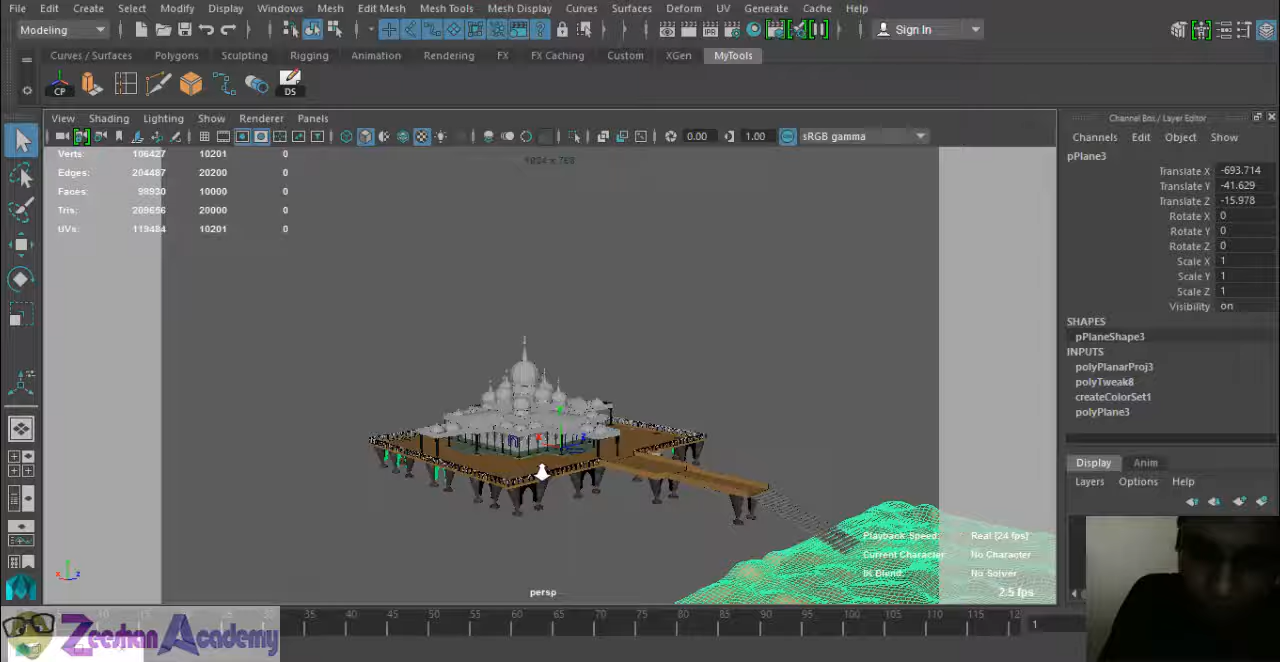 File Edit Create Select Modify Display Windows Mesh Edit Mesh Mesh Tools Mesh Display Curves Surfaces Deform UV Generate Cache Help
Modeling
IPR
Sign In
Curves / Surfaces Polygons Sculpting Rigging Animation Rendering FX FX Caching Custom XGen MyTools
CP
DS
View Shading Lighting Show Renderer Panels
0.00 1.00 sRGB gamma
1024 x 768
Verts: 106427 10201 0
Edges: 204487 20200 0
Faces: 98930 10000 0
Tris: 209656 20000 0
UVs: 119484 10201 0
Playback Speed: Real [24 fps]
Current Character No Character
IK Blend: No Solver
2.5 fps
persp
Channel Box / Layer Editor
Channels Edit Object Show
pPlane3
Translate X -693.714
Translate Y -41.629
Translate Z -15.978
Rotate X 0
Rotate Y 0
Rotate Z 0
Scale X 1
Scale Y 1
Scale Z 1
Visibility on
SHAPES
pPlaneShape3
INPUTS
polyPlanarProj3
polyTweak8
createColorSet1
polyPlane3
Display Anim
Layers Options Help
35 40 45 50 55 60 65 70 75 80 85 90 95 100 105 110 115 12
1
Zeeshan Academy